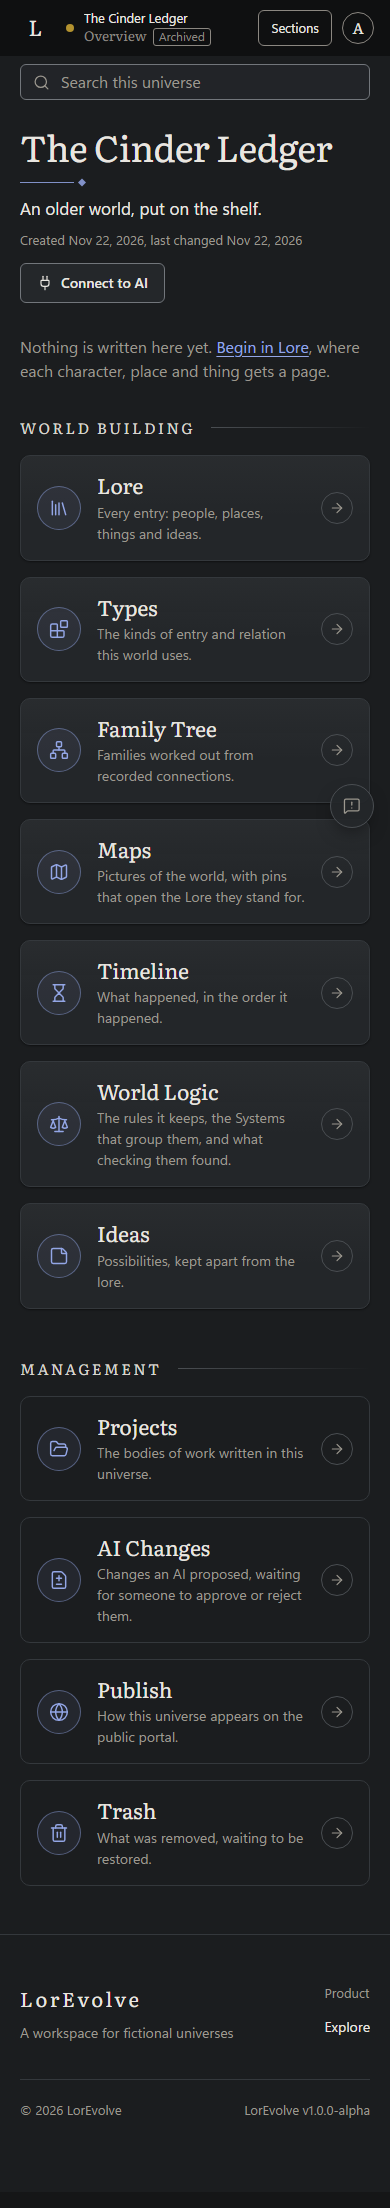 L
The Cinder Ledger
Overview Archived
Sections
A
Search this universe
The Cinder Ledger
An older world, put on the shelf.
Created Nov 22, 2026, last changed Nov 22, 2026
Connect to AI
Nothing is written here yet. Begin in Lore, where
each character, place and thing gets a page.
WORLD BUILDING
Lore
Every entry: people, places,
things and ideas.
Types
The kinds of entry and relation
this world uses.
Family Tree
Families worked out from
recorded connections.
Maps
Pictures of the world, with pins
that open the Lore they stand for.
Timeline
What happened, in the order it
happened.
World Logic
The rules it keeps, the Systems
that group them, and what
checking them found.
Ideas
Possibilities, kept apart from the
lore.
MANAGEMENT
Projects
The bodies of work written in this
universe.
AI Changes
Changes an AI proposed, waiting
for someone to approve or reject
them.
Publish
How this universe appears on the
public portal.
Trash
What was removed, waiting to be
restored.
LorEvolve
Product
A workspace for fictional universes
Explore
© 2026 LorEvolve
LorEvolve v1.0.0-alpha